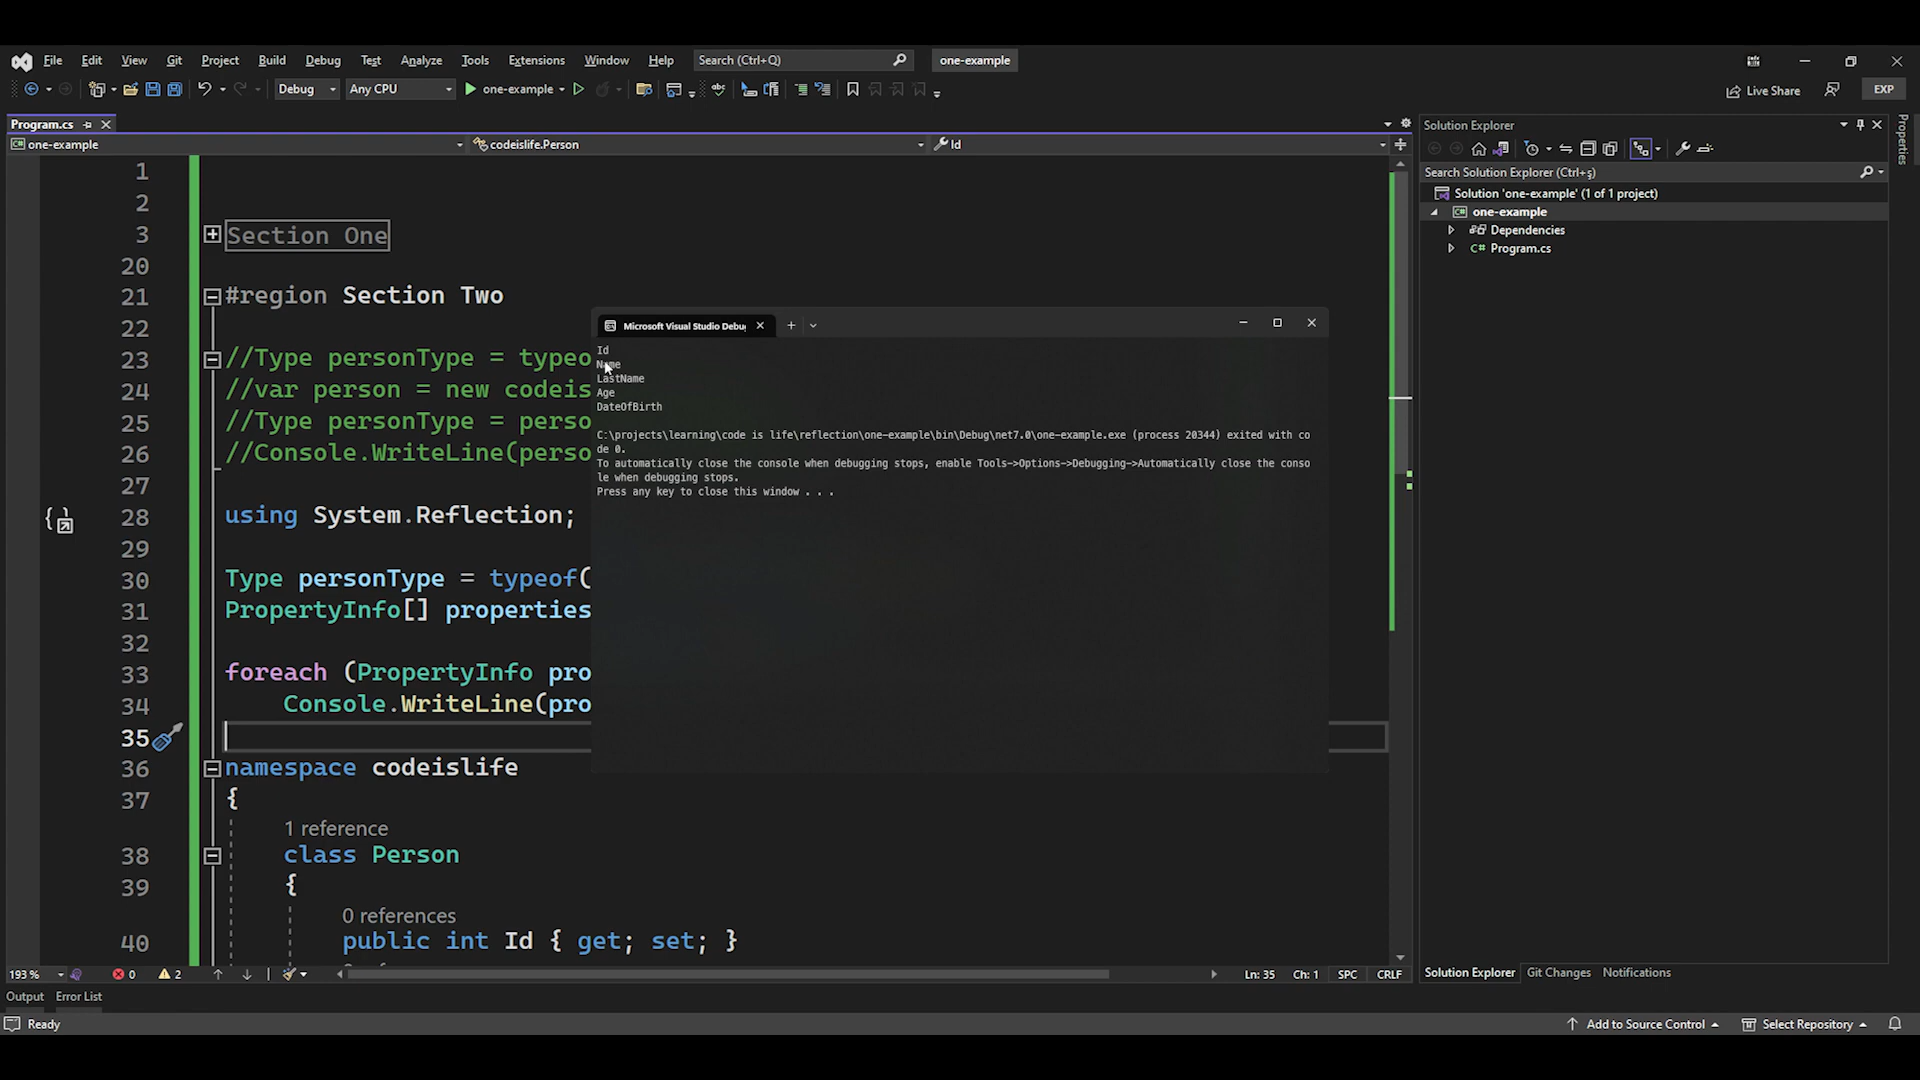 File Edit View Git Project Build Debug Test Analyze Tools Extensions Window Help Search (Ctrl+Q) one-example
Debug Any CPU one-example Live Share EXP
Program.cs
one-example codeislife.Person Id
1
2
3 Section One
20
21 #region Section Two
22
23 //Type personType = typeo
24 //var person = new codeis
25 //Type personType = perso
26 //Console.WriteLine(perso
27
28 using System.Reflection;
29
30 Type personType = typeof(
31 PropertyInfo[] properties
32
33 foreach (PropertyInfo pro
34 Console.WriteLine(pro
35
36 namespace codeislife
37 {
1 reference
38 class Person
39 {
0 references
40 public int Id { get; set; }
Microsoft Visual Studio Debug
Id
Name
LastName
Age
DateOfBirth
C:\projects\learning\code is life\reflection\one-example\bin\Debug\net7.0\one-example.exe (process 20344) exited with co
de 0.
To automatically close the console when debugging stops, enable Tools->Options->Debugging->Automatically close the conso
le when debugging stops.
Press any key to close this window . . .
Solution Explorer
Search Solution Explorer (Ctrl+ş)
Solution 'one-example' (1 of 1 project)
one-example
Dependencies
C# Program.cs
Properties
193 % 0 2 Ln: 35 Ch: 1 SPC CRLF
Solution Explorer Git Changes Notifications
Output Error List
Ready Add to Source Control Select Repository